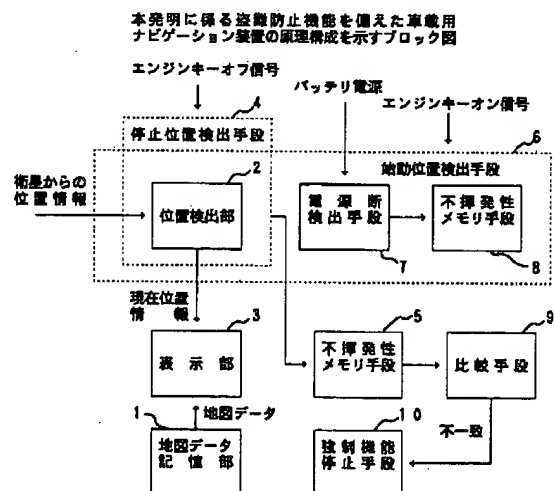 本発明に係る盗難防止機能を備えた車載用
ナビゲーション装置の原理構成を示すブロック図
エンジンキーオフ信号
バッテリ電源
エンジンキーオン信号
4
6
停止位置検出手段
始動位置検出手段
衛星からの
位置情報
2
位置検出部
電源断
検出手段
7
不揮発性
メモリ手段
8
現在位置
情報
3
表示部
5
不揮発性
メモリ手段
9
比較手段
1
地図データ
地図データ
記憶部
10
強制機能
停止手段
不一致